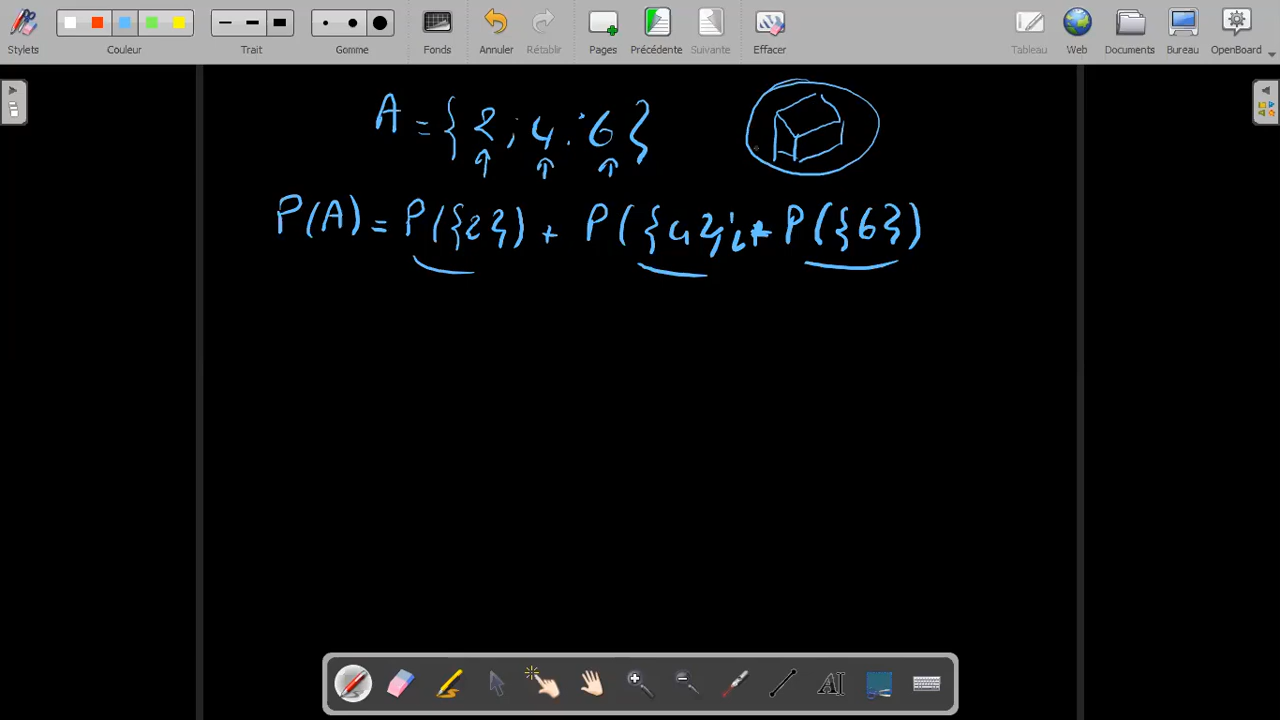 Stylets Couleur Trait Gomme Fonds Annuler Rétablir Pages Précédente Suivante Effacer Tableau Web Documents Bureau OpenBoard
A = {2 ; 4 ; 6}
P(A) = P({2}) + P({4}) + P({6})